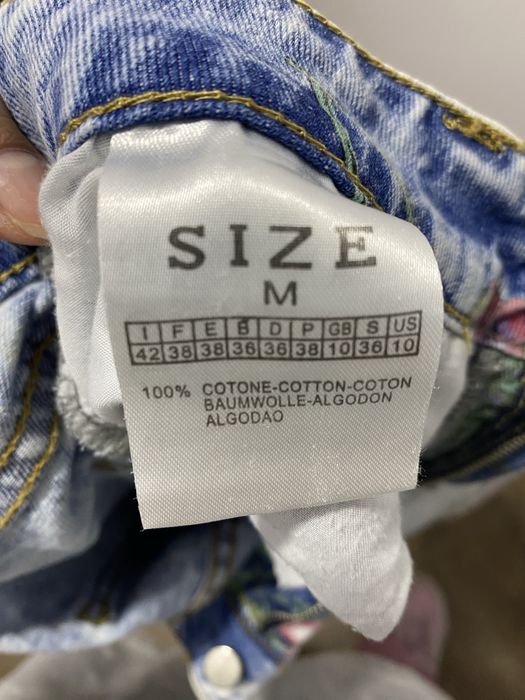 SIZE
M
I F E B D P GB S US
42 38 38 36 36 38 10 36 10
100% COTONE-COTTON-COTON
BAUMWOLLE-ALGODON
ALGODAO